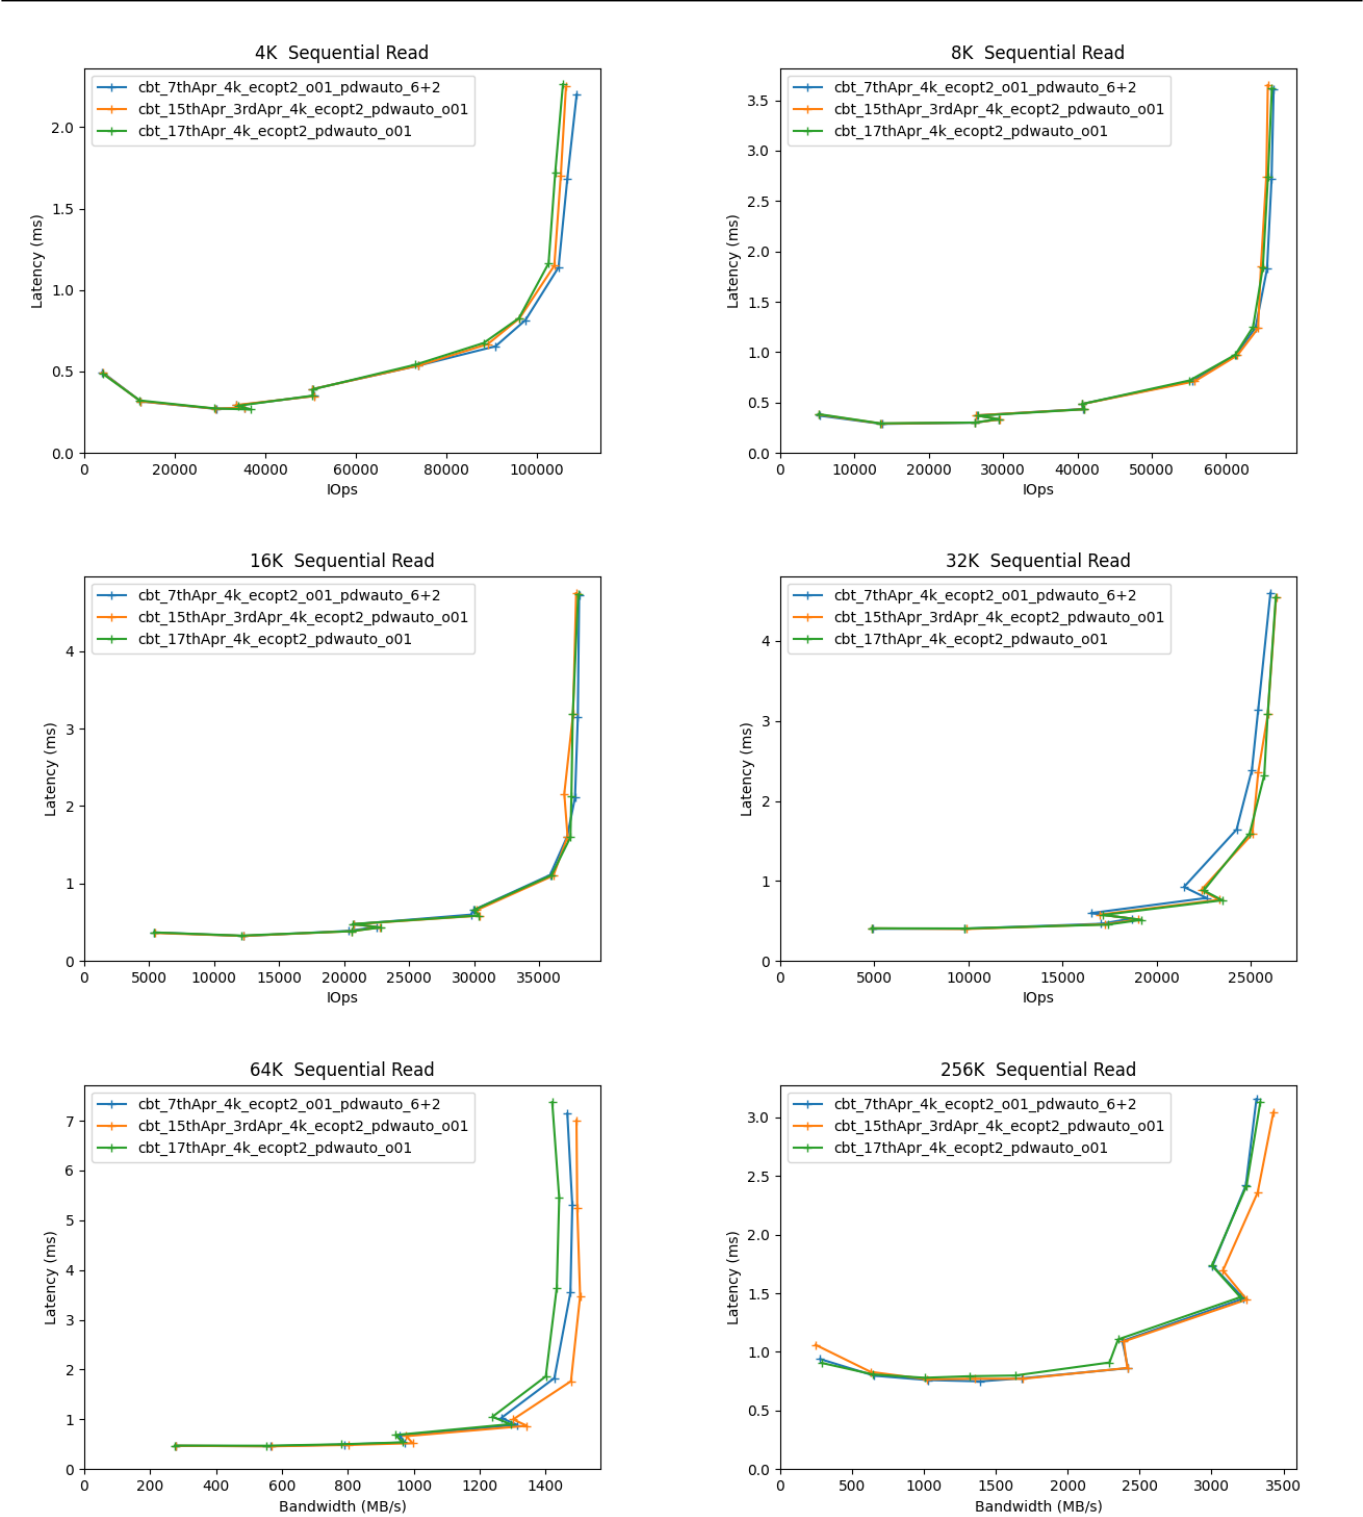 4K  Sequential Read
cbt_7thApr_4k_ecopt2_o01_pdwauto_6+2
cbt_15thApr_3rdApr_4k_ecopt2_pdwauto_o01
cbt_17thApr_4k_ecopt2_pdwauto_o01
2.0
1.5
1.0
0.5
0.0
Latency (ms)
0 20000 40000 60000 80000 100000
IOps
8K  Sequential Read
cbt_7thApr_4k_ecopt2_o01_pdwauto_6+2
cbt_15thApr_3rdApr_4k_ecopt2_pdwauto_o01
cbt_17thApr_4k_ecopt2_pdwauto_o01
3.5
3.0
2.5
2.0
1.5
1.0
0.5
0.0
Latency (ms)
0 10000 20000 30000 40000 50000 60000
IOps
16K  Sequential Read
cbt_7thApr_4k_ecopt2_o01_pdwauto_6+2
cbt_15thApr_3rdApr_4k_ecopt2_pdwauto_o01
cbt_17thApr_4k_ecopt2_pdwauto_o01
4
3
2
1
0
Latency (ms)
0 5000 10000 15000 20000 25000 30000 35000
IOps
32K  Sequential Read
cbt_7thApr_4k_ecopt2_o01_pdwauto_6+2
cbt_15thApr_3rdApr_4k_ecopt2_pdwauto_o01
cbt_17thApr_4k_ecopt2_pdwauto_o01
4
3
2
1
0
Latency (ms)
0 5000 10000 15000 20000 25000
IOps
64K  Sequential Read
cbt_7thApr_4k_ecopt2_o01_pdwauto_6+2
cbt_15thApr_3rdApr_4k_ecopt2_pdwauto_o01
cbt_17thApr_4k_ecopt2_pdwauto_o01
7
6
5
4
3
2
1
0
Latency (ms)
0 200 400 600 800 1000 1200 1400
Bandwidth (MB/s)
256K  Sequential Read
cbt_7thApr_4k_ecopt2_o01_pdwauto_6+2
cbt_15thApr_3rdApr_4k_ecopt2_pdwauto_o01
cbt_17thApr_4k_ecopt2_pdwauto_o01
3.0
2.5
2.0
1.5
1.0
0.5
0.0
Latency (ms)
0 500 1000 1500 2000 2500 3000 3500
Bandwidth (MB/s)